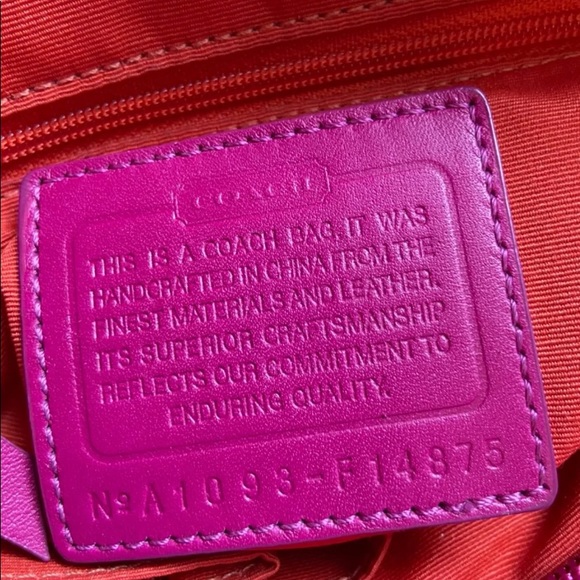 COACH
THIS IS A COACH BAG. IT WAS
HANDCRAFTED IN CHINA FROM THE
FINEST MATERIALS AND LEATHER.
ITS SUPERIOR CRAFTSMANSHIP
REFLECTS OUR COMMITMENT TO
ENDURING QUALITY.
Nº A1093-F14875